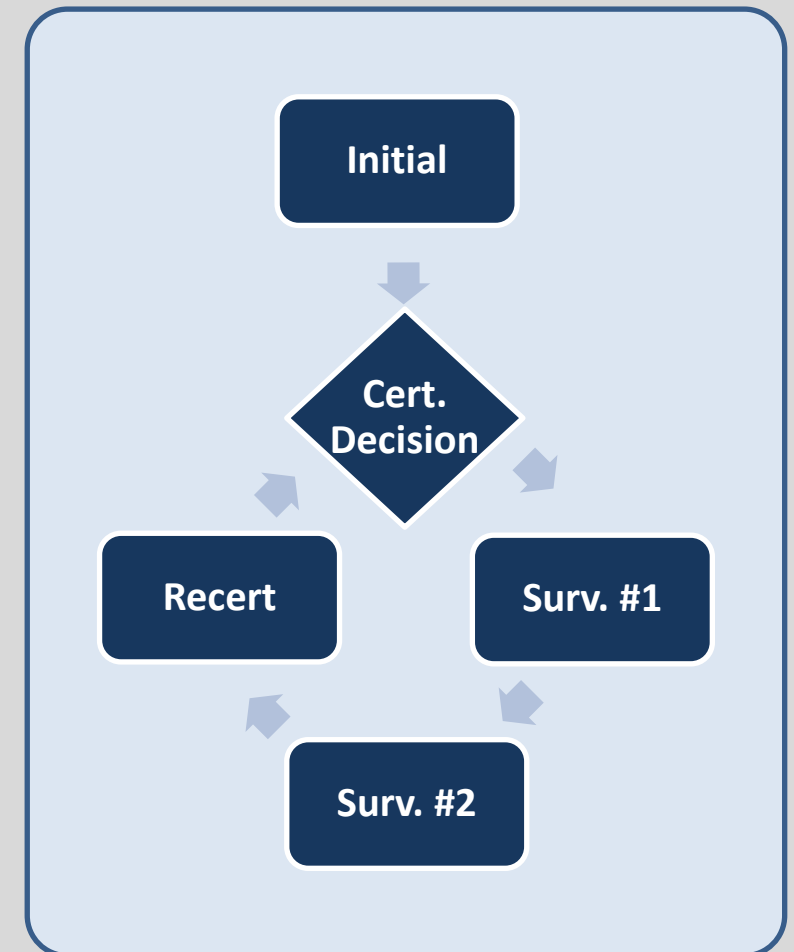 Initial
Cert.
Decision
Recert
Surv. #1
Surv. #2